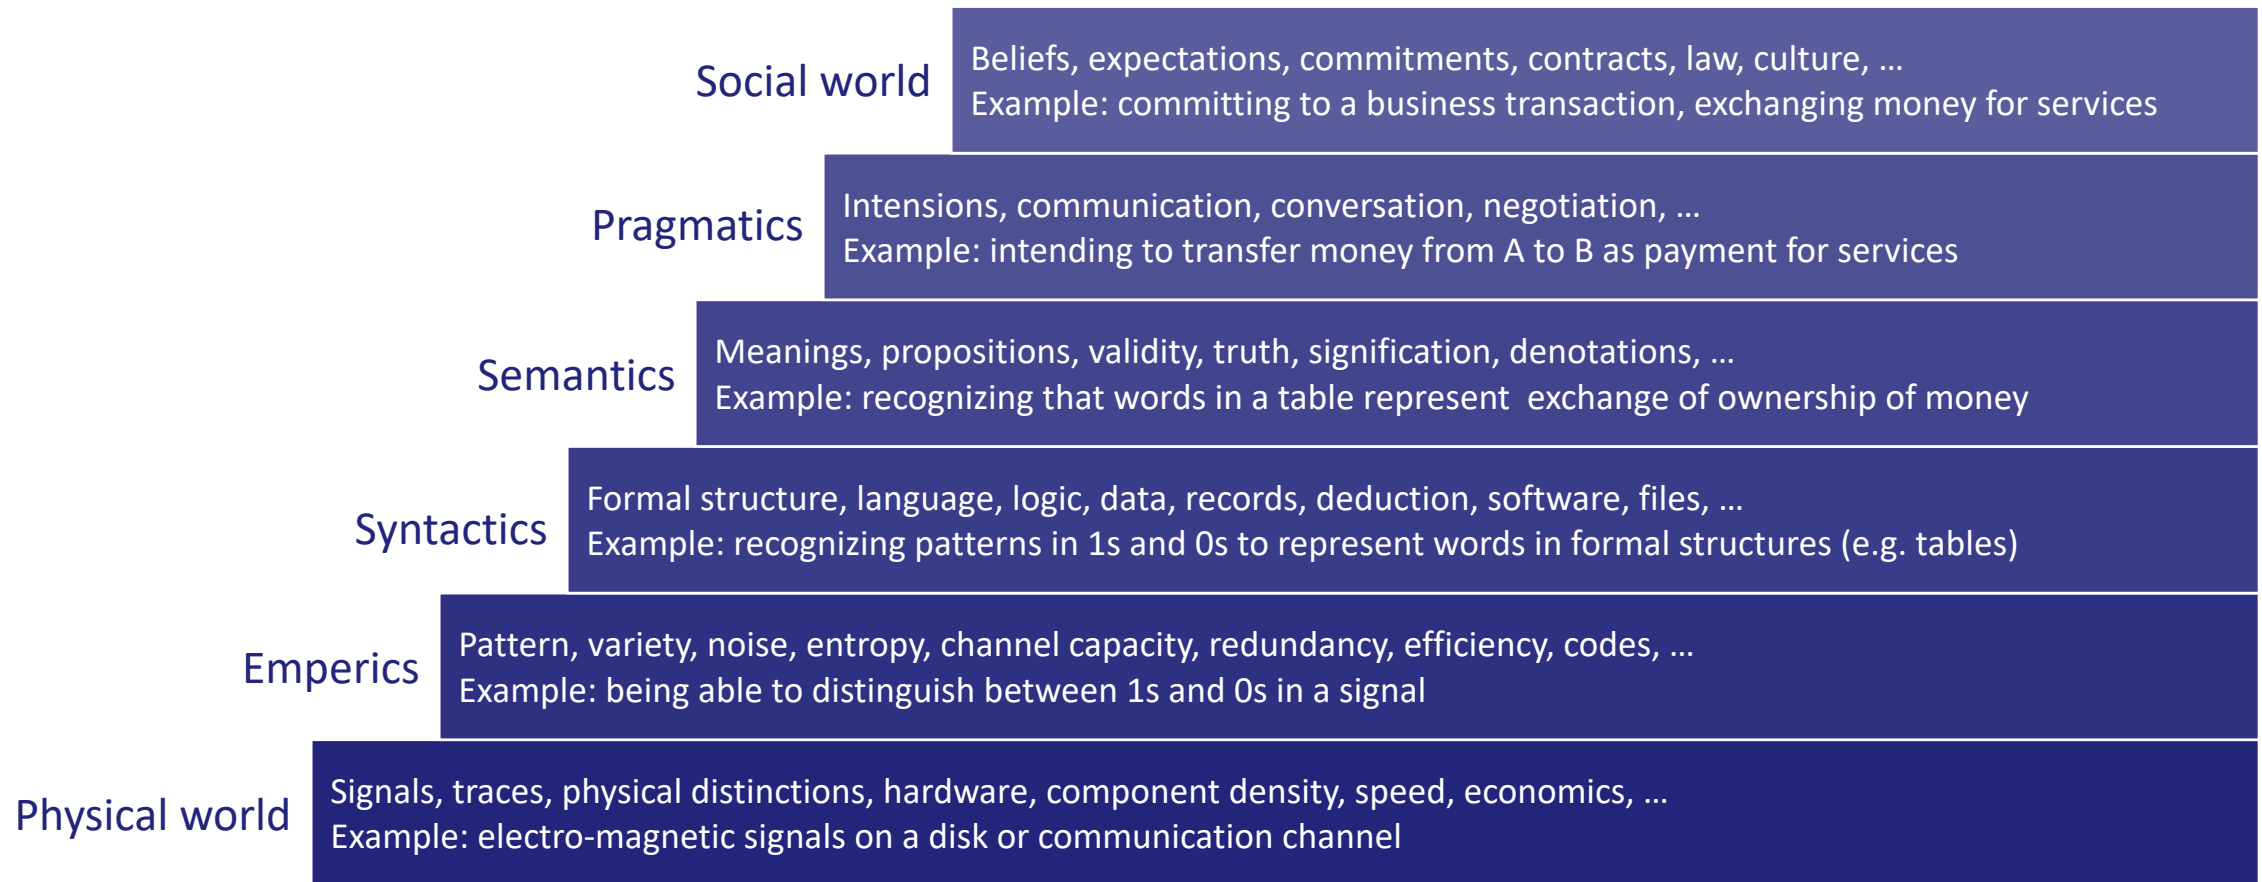 Social world
Beliefs, expectations, commitments, contracts, law, culture, …
Example: committing to a business transaction, exchanging money for services
Pragmatics
Intensions, communication, conversation, negotiation, …
Example: intending to transfer money from A to B as payment for services
Semantics
Meanings, propositions, validity, truth, signification, denotations, …
Example: recognizing that words in a table represent  exchange of ownership of money
Syntactics
Formal structure, language, logic, data, records, deduction, software, files, …
Example: recognizing patterns in 1s and 0s to represent words in formal structures (e.g. tables)
Emperics
Pattern, variety, noise, entropy, channel capacity, redundancy, efficiency, codes, …
Example: being able to distinguish between 1s and 0s in a signal
Physical world
Signals, traces, physical distinctions, hardware, component density, speed, economics, …
Example: electro-magnetic signals on a disk or communication channel